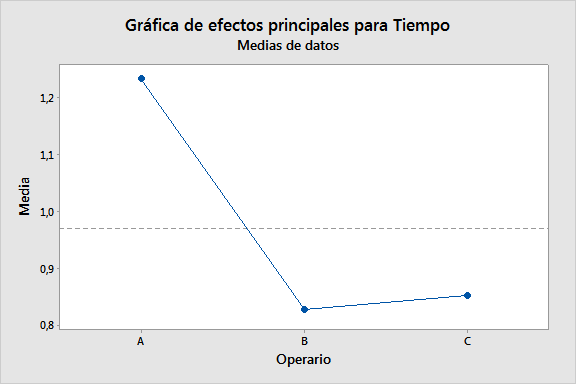 Gráfica de efectos principales para Tiempo
Medias de datos
1,2
1,1
1,0
0,9
0,8
Media
A B C
Operario